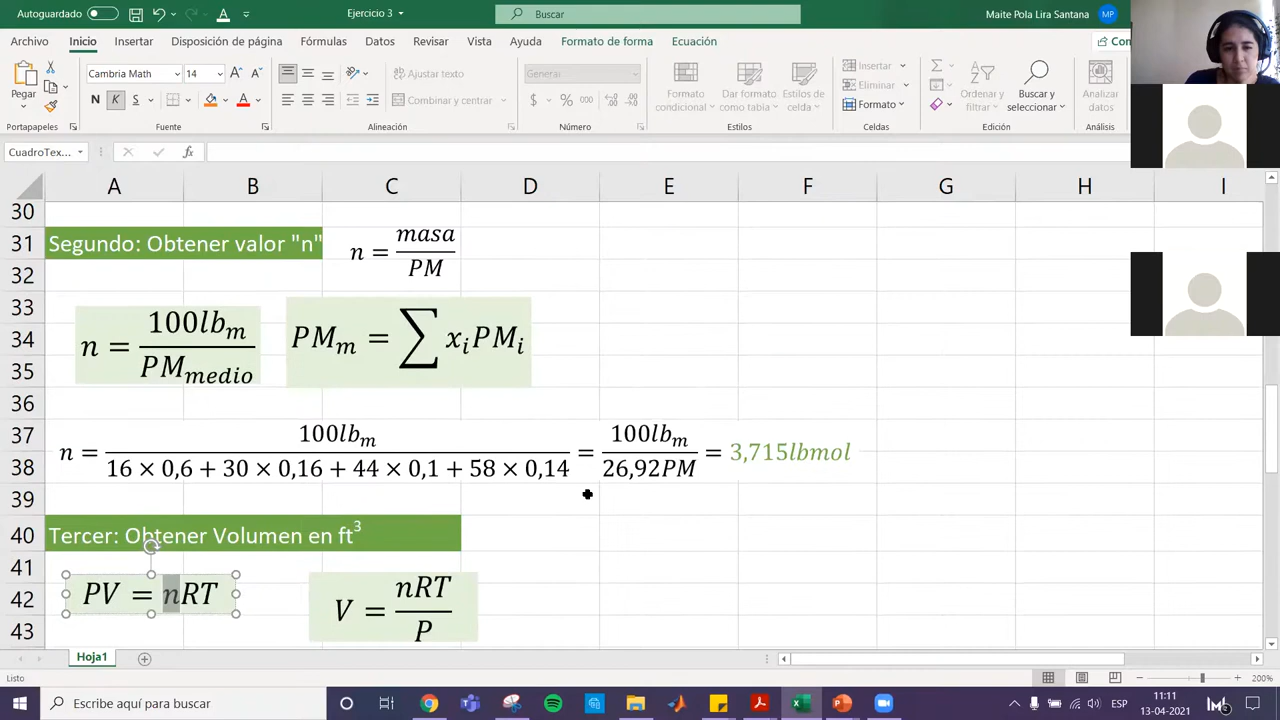 Autoguardado
Ejercicio 3
Buscar
Maite Pola Lira Santana
MP
Archivo Inicio Insertar Disposición de página Fórmulas Datos Revisar Vista Ayuda Formato de forma Ecuación Com
Pegar
Cambria Math 14
N K S
Ajustar texto
Combinar y centrar
General
$ % 000
Formato condicional
Dar formato como tabla
Estilos de celda
Insertar
Eliminar
Formato
Ordenar y filtrar
Buscar y seleccionar
Analizar datos
Portapapeles Fuente Alineación Número Estilos Celdas Edición Análisis
CuadroTex...
fx
A B C D E F G H I
30
31 Segundo: Obtener valor "n" n = masa / PM
32
33
34 n = 100lb_m / PM_medio PM_m = ∑ x_i PM_i
35
36
37
38 n = 100lb_m / 16 × 0,6 + 30 × 0,16 + 44 × 0,1 + 58 × 0,14 = 100lb_m / 26,92PM = 3,715lbmol
39
40 Tercer: Obtener Volumen en ft³
41
42 PV = nRT V = nRT / P
43
Hoja1
Listo
200%
Escribe aquí para buscar
ESP
11:11
13-04-2021